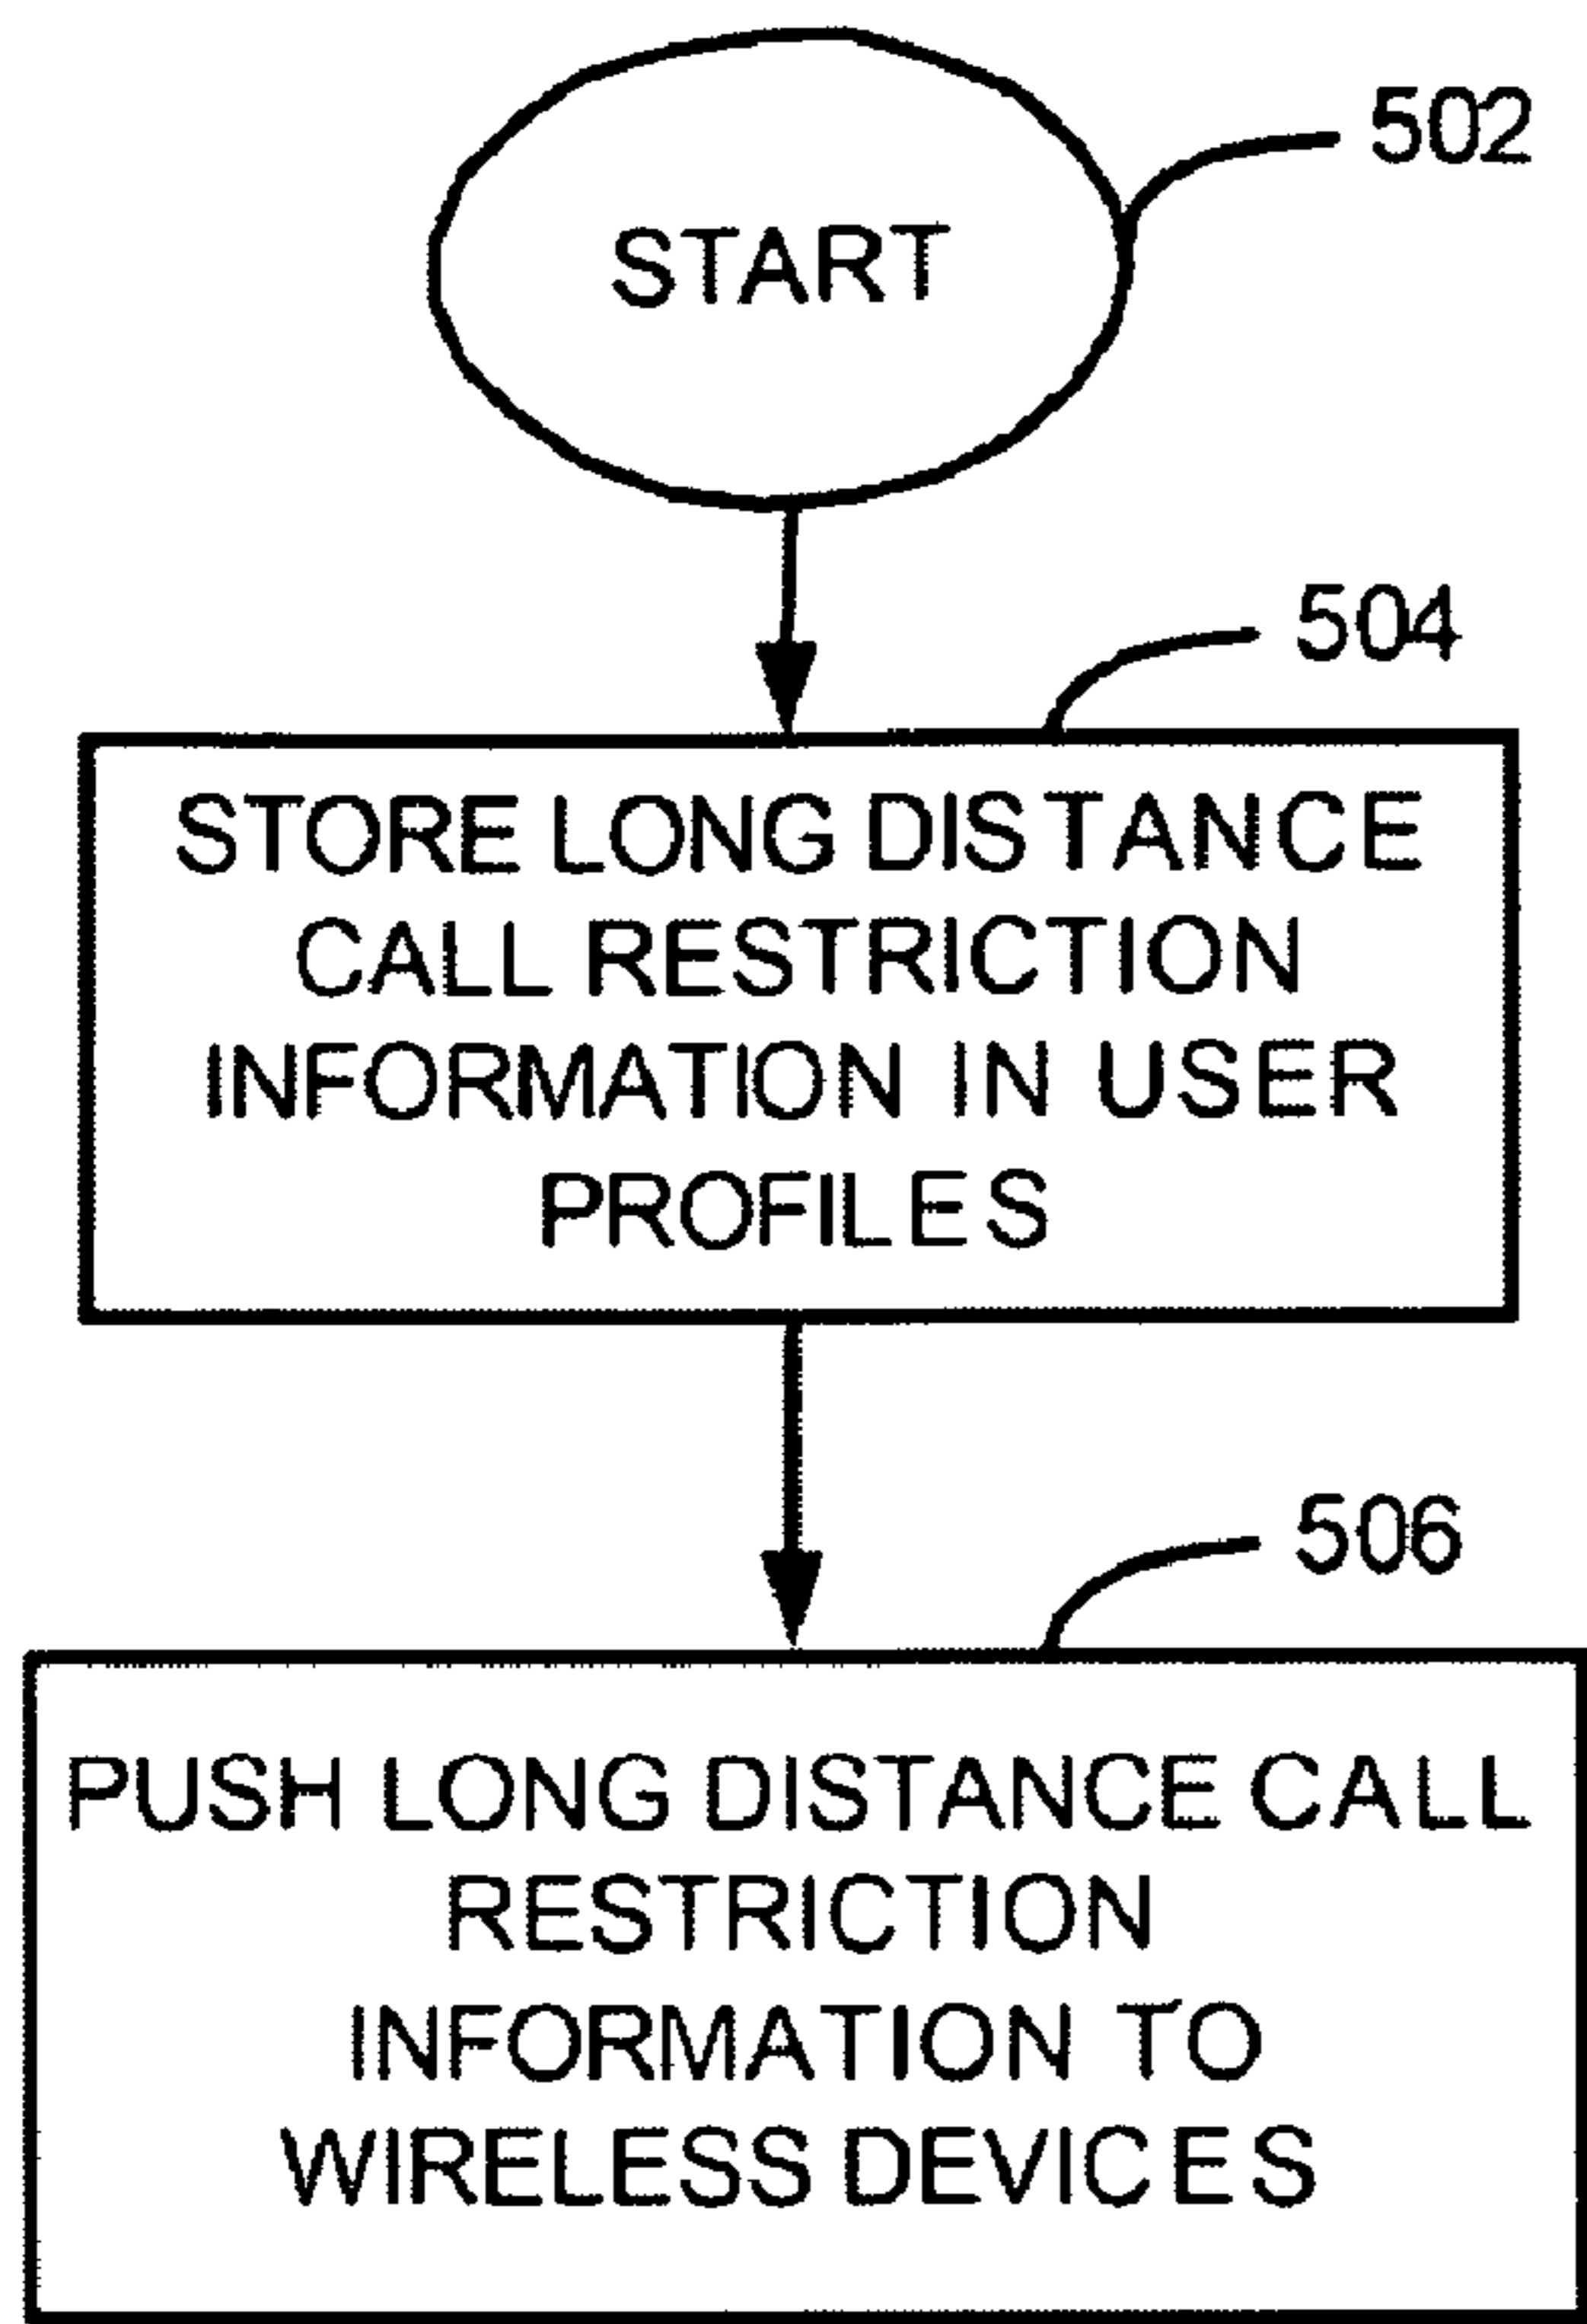 502
START
504
STORE LONG DISTANCE
CALL RESTRICTION
INFORMATION IN USER
PROFILES
506
PUSH LONG DISTANCE CALL
RESTRICTION
INFORMATION TO
WIRELESS DEVICES